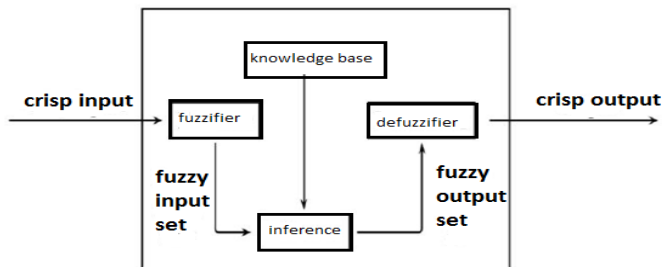 knowledge base
crisp input
crisp output
fuzzifier
defuzzifier
fuzzy
input
set
fuzzy
output
set
inference